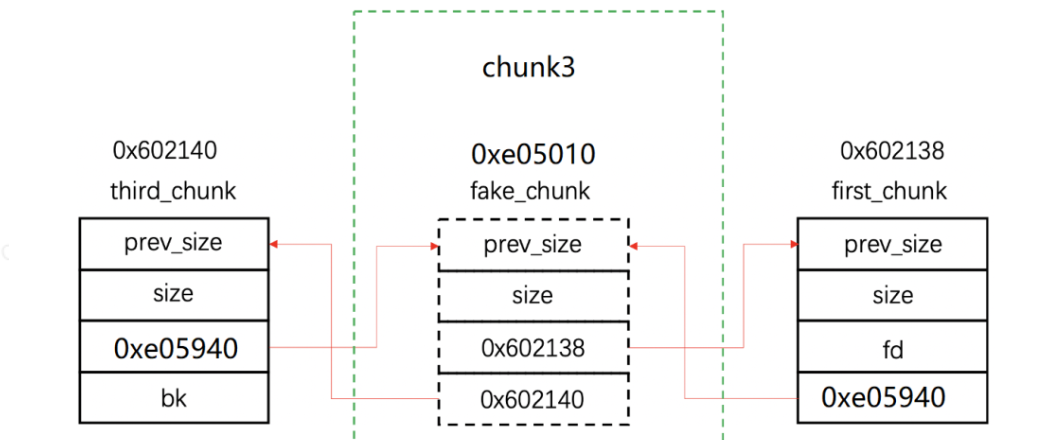 chunk3
0x602140
third_chunk
prev_size
size
0xe05940
bk
0xe05010
fake_chunk
prev_size
size
0x602138
0x602140
0x602138
first_chunk
prev_size
size
fd
0xe05940